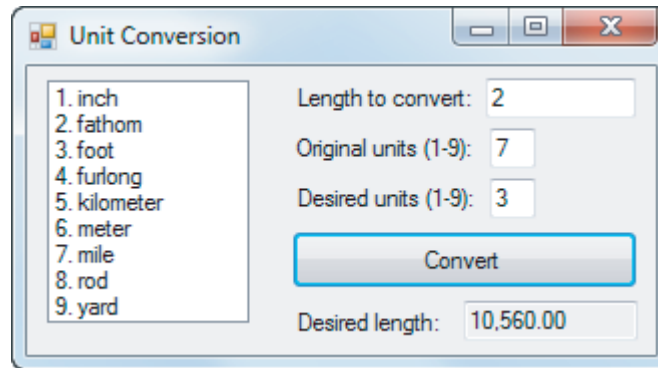 Unit Conversion
1. inch
2. fathom
3. foot
4. furlong
5. kilometer
6. meter
7. mile
8. rod
9. yard
Length to convert: 2
Original units (1-9): 7
Desired units (1-9): 3
Convert
Desired length: 10,560.00